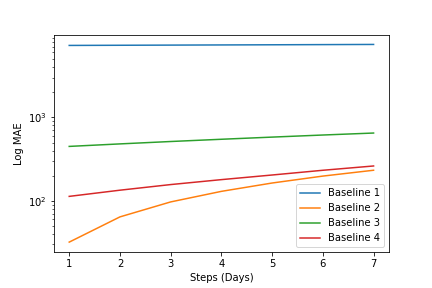 Log MAE
10³
10²
1 2 3 4 5 6 7
Steps (Days)
Baseline 1
Baseline 2
Baseline 3
Baseline 4